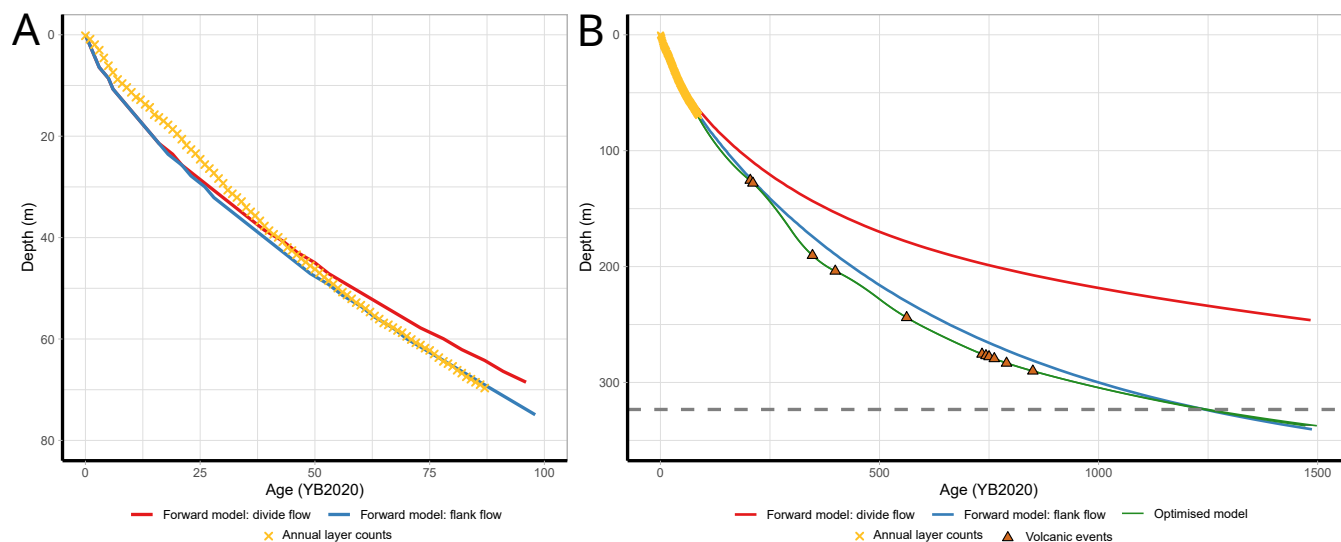 A
0
20
40
60
80
Depth (m)
0
25
50
75
100
Age (YB2020)
Forward model: divide flow
Forward model: flank flow
Annual layer counts
B
0
100
200
300
Depth (m)
0
500
1000
1500
Age (YB2020)
Forward model: divide flow
Forward model: flank flow
Optimised model
Annual layer counts
Volcanic events